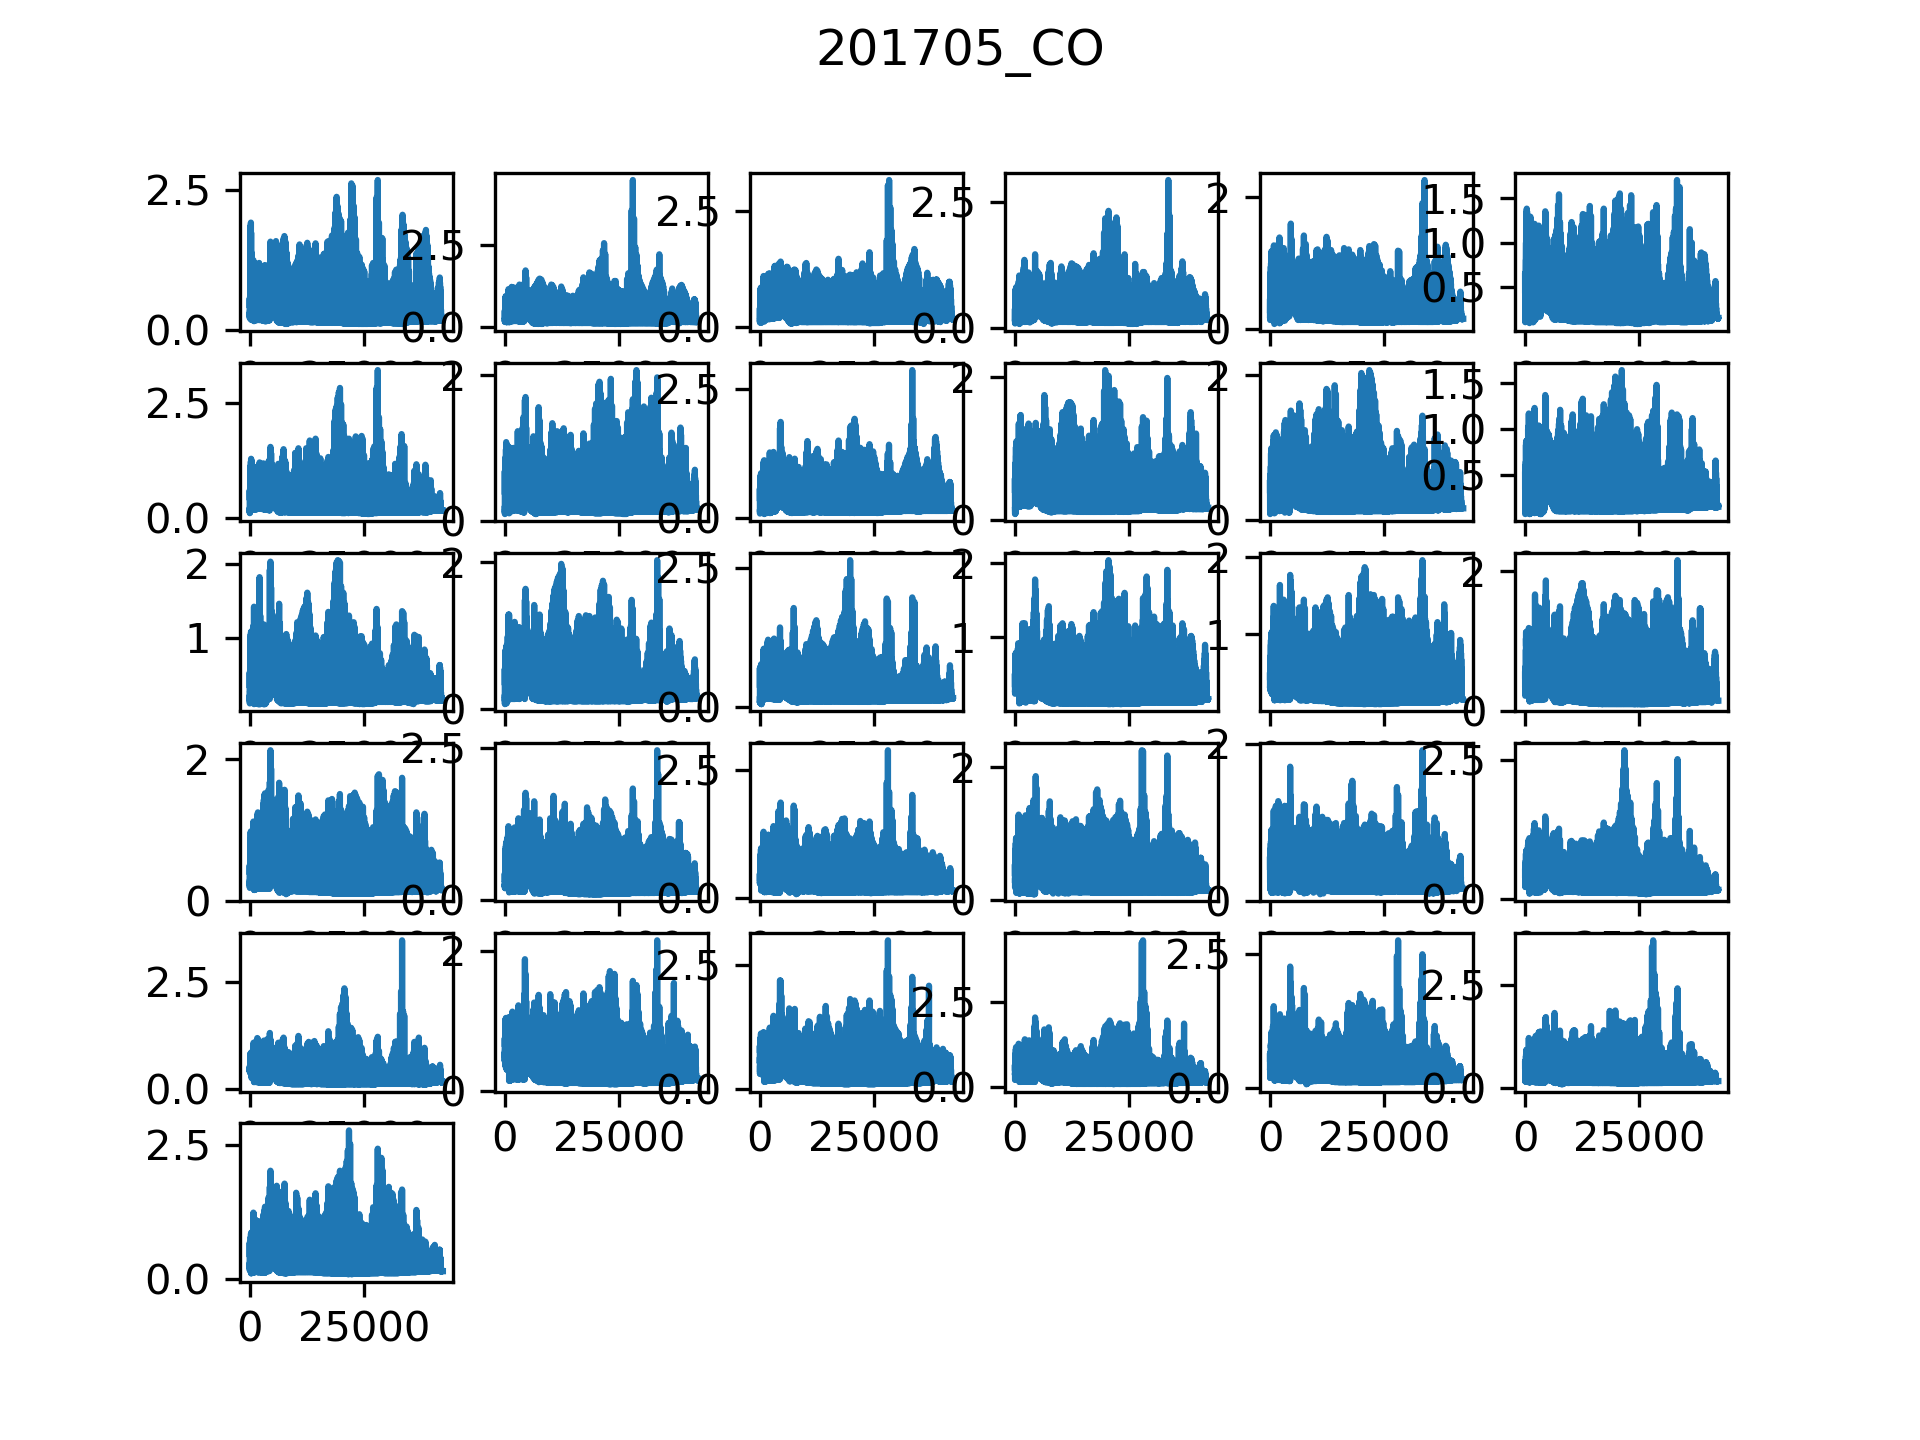 201705_CO
2.5 2.5 2.5 2.5 2 1.5
1.0
0.5
0.0 0.0 0.0 0.0 0
2.5 2 2.5 2 2 1.5
1.0
0.5
0.0 0 0.0 0 0
2 2 2.5 2 2 2
1 1 1
0 0.0 0
2 2.5 2.5 2 2 2.5
0 0.0 0.0 0 0 0.0
2.5 2 2.5 2.5 2.5 2.5
0.0 0 0.0 0.0 0.0 0.0
0 25000 0 25000 0 25000 0 25000 0 25000
2.5
0.0
0 25000